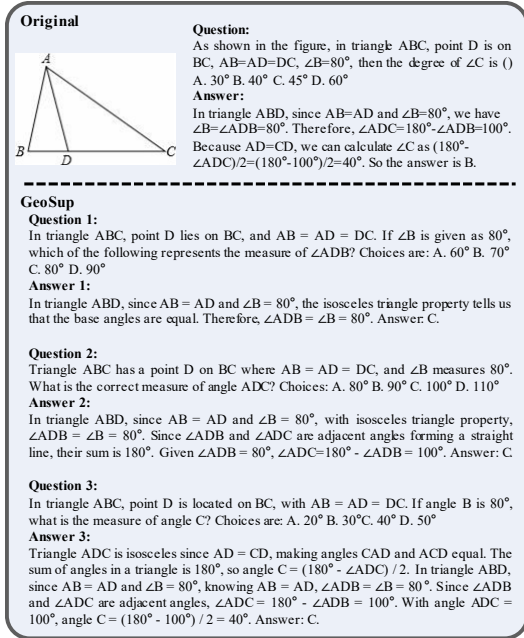 Original
A
B
D
C
Question:
As shown in the figure, in triangle ABC, point D is on
BC, AB=AD=DC, ∠B=80°, then the degree of ∠C is ()
A. 30° B. 40° C. 45° D. 60°
Answer:
In triangle ABD, since AB=AD and ∠B=80°, we have
∠B=∠ADB=80°. Therefore, ∠ADC=180°-∠ADB=100°.
Because AD=CD, we can calculate ∠C as (180°-
∠ADC)/2=(180°-100°)/2=40°. So the answer is B.
GeoSup
Question 1:
In triangle ABC, point D lies on BC, and AB = AD = DC. If ∠B is given as 80°,
which of the following represents the measure of ∠ADB? Choices are: A. 60° B. 70°
C. 80° D. 90°
Answer 1:
In triangle ABD, since AB = AD and ∠B = 80°, the isosceles triangle property tells us
that the base angles are equal. Therefore, ∠ADB = ∠B = 80°. Answer: C.
Question 2:
Triangle ABC has a point D on BC where AB = AD = DC, and ∠B measures 80°.
What is the correct measure of angle ADC? Choices: A. 80° B. 90° C. 100° D. 110°
Answer 2:
In triangle ABD, since AB = AD and ∠B = 80°, with isosceles triangle property,
∠ADB = ∠B = 80°. Since ∠ADB and ∠ADC are adjacent angles forming a straight
line, their sum is 180°. Given ∠ADB = 80°, ∠ADC=180° - ∠ADB = 100°. Answer: C
Question 3:
In triangle ABC, point D is located on BC, with AB = AD = DC. If angle B is 80°,
what is the measure of angle C? Choices are: A. 20° B. 30°C. 40° D. 50°
Answer 3:
Triangle ADC is isosceles since AD = CD, making angles CAD and ACD equal. The
sum of angles in a triangle is 180°, so angle C = (180° - ∠ADC) / 2. In triangle ABD,
since AB = AD and ∠B = 80°, knowing AB = AD, ∠ADB = ∠B = 80°. Since ∠ADB
and ∠ADC are adjacent angles, ∠ADC = 180° - ∠ADB = 100°. With angle ADC =
100°, angle C = (180° - 100°) / 2 = 40°. Answer: C.